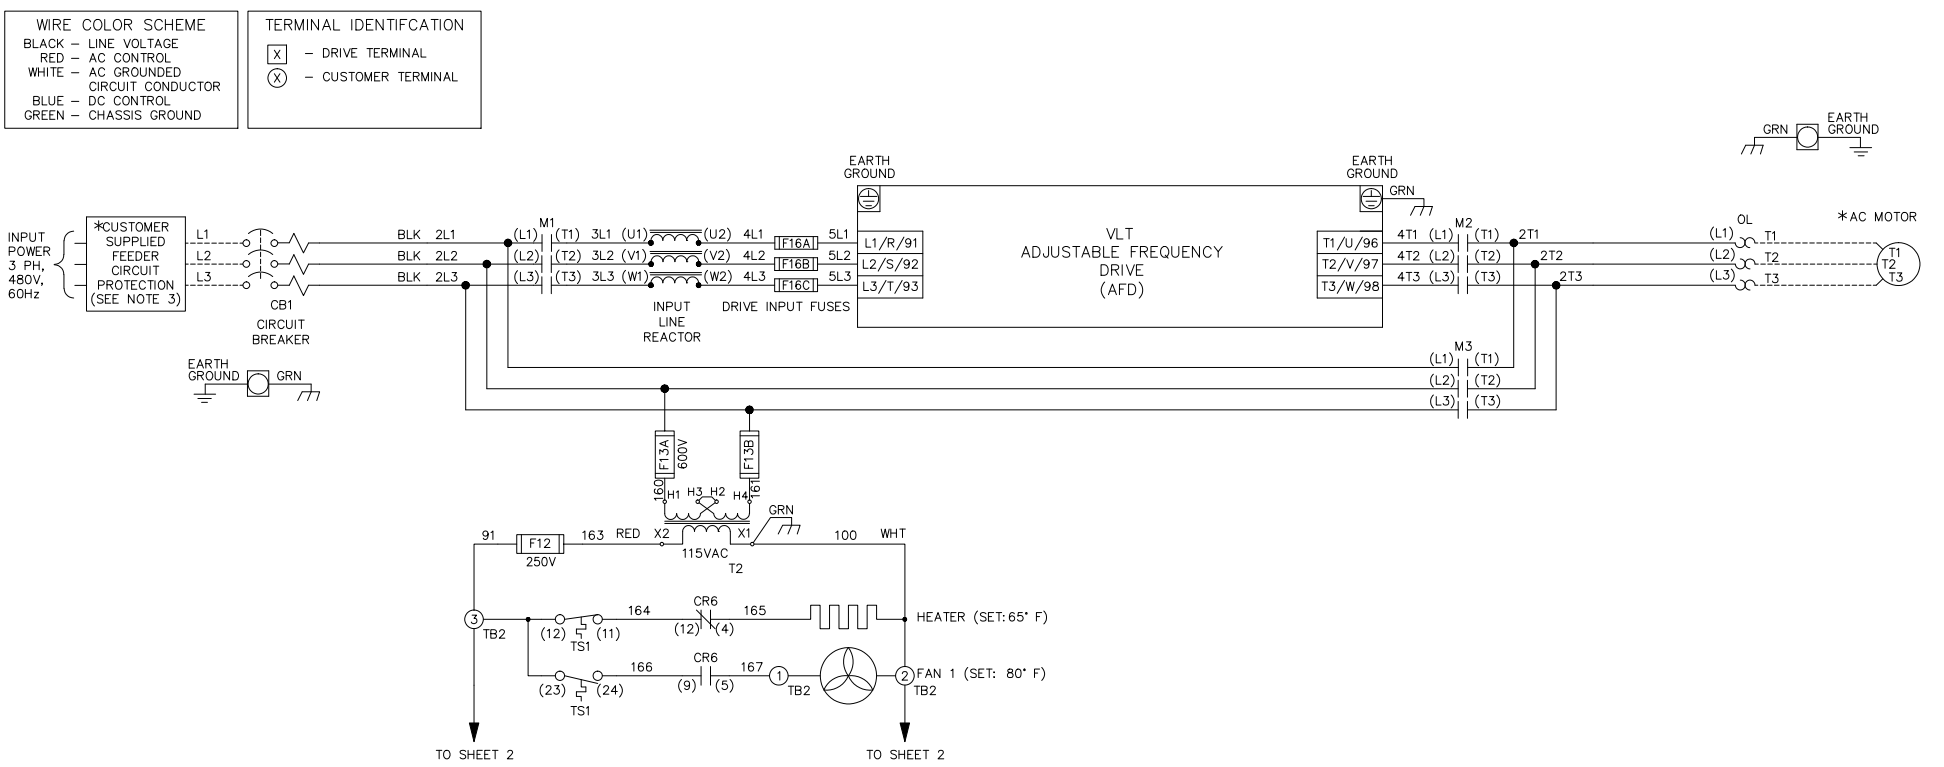 WIRE COLOR SCHEME
BLACK – LINE VOLTAGE
RED – AC CONTROL
WHITE – AC GROUNDED
CIRCUIT CONDUCTOR
BLUE – DC CONTROL
GREEN – CHASSIS GROUND
TERMINAL IDENTIFCATION
X – DRIVE TERMINAL
X – CUSTOMER TERMINAL
GRN
EARTH
GROUND
INPUT
POWER
3 PH,
480V,
60Hz
*CUSTOMER
SUPPLIED
FEEDER
CIRCUIT
PROTECTION
(SEE NOTE 3)
L1
L2
L3
CB1
CIRCUIT
BREAKER
EARTH
GROUND
GRN
BLK 2L1
BLK 2L2
BLK 2L3
M1
(L1) (T1) 3L1 (U1) (U2) 4L1 F16A 5L1
(L2) (T2) 3L2 (V1) (V2) 4L2 F16B 5L2
(L3) (T3) 3L3 (W1) (W2) 4L3 F16C 5L3
INPUT
LINE
REACTOR
DRIVE INPUT FUSES
EARTH
GROUND
L1/R/91
L2/S/92
L3/T/93
VLT
ADJUSTABLE FREQUENCY
DRIVE
(AFD)
EARTH
GROUND
GRN
T1/U/96
T2/V/97
T3/W/98
M2
4T1 (L1) (T1) 2T1
4T2 (L2) (T2) 2T2
4T3 (L3) (T3) 2T3
OL
(L1) T1
(L2) T2
(L3) T3
*AC MOTOR
T1
T2
T3
M3
(L1) (T1)
(L2) (T2)
(L3) (T3)
F13A
600V
F13B
160
161
H1 H3 H2 H4
GRN
91 F12 163 RED X2 X1 100 WHT
250V
115VAC
T2
3
TB2
(12) (11)
TS1
164
CR6
(12) (4)
165
HEATER (SET:65° F)
(23) (24)
TS1
166
CR6
(9) (5)
167
1
TB2
2
TB2
FAN 1 (SET: 80° F)
TO SHEET 2
TO SHEET 2